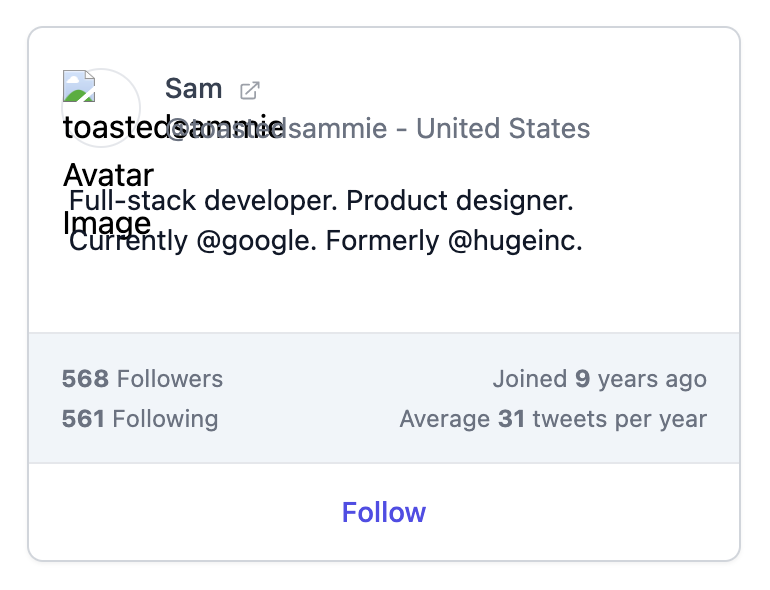 Sam
toastedsammie
@toastedsammie - United States
Avatar
Full-stack developer. Product designer.
Image
Currently @google. Formerly @hugeinc.
568 Followers
Joined 9 years ago
561 Following
Average 31 tweets per year
Follow